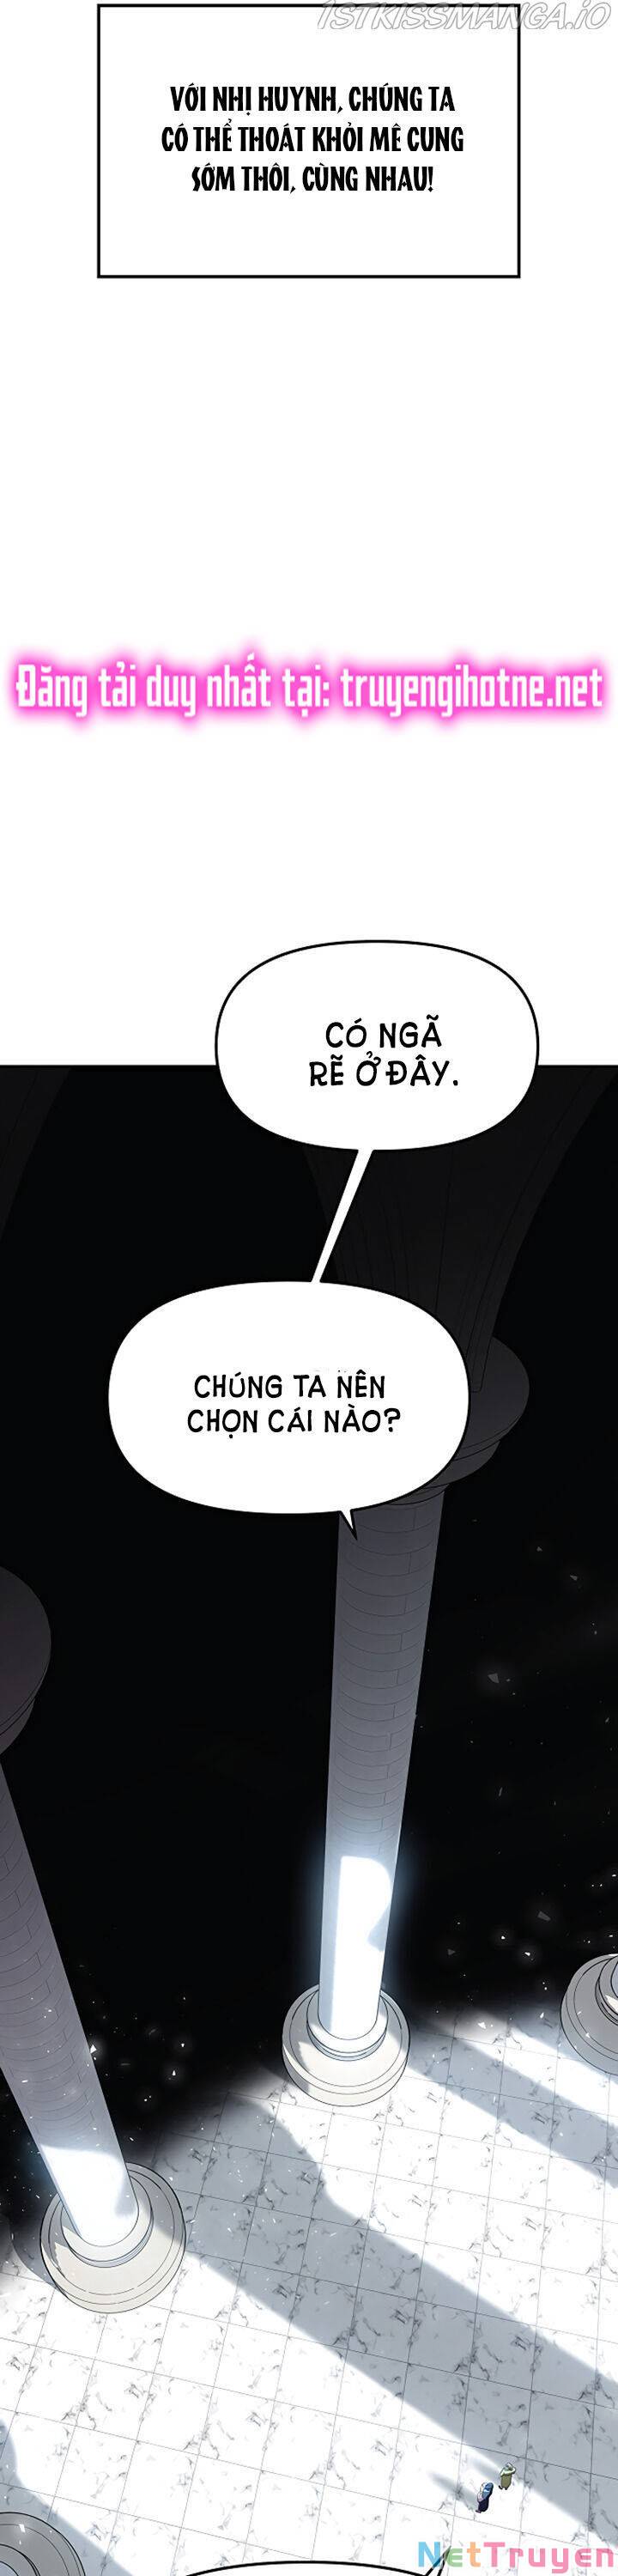 1STKISSMANGA.iO
VỚI NHỊ HUYNH, CHÚNG TA
CÓ THỂ THOÁT KHỎI MÊ CUNG
SỚM THÔI, CÙNG NHAU!
Đăng tải duy nhất tại: truyengihotne.net
CÓ NGÃ
RẼ Ở ĐÂY.
CHÚNG TA NÊN
CHỌN CÁI NÀO?
NetTruyen